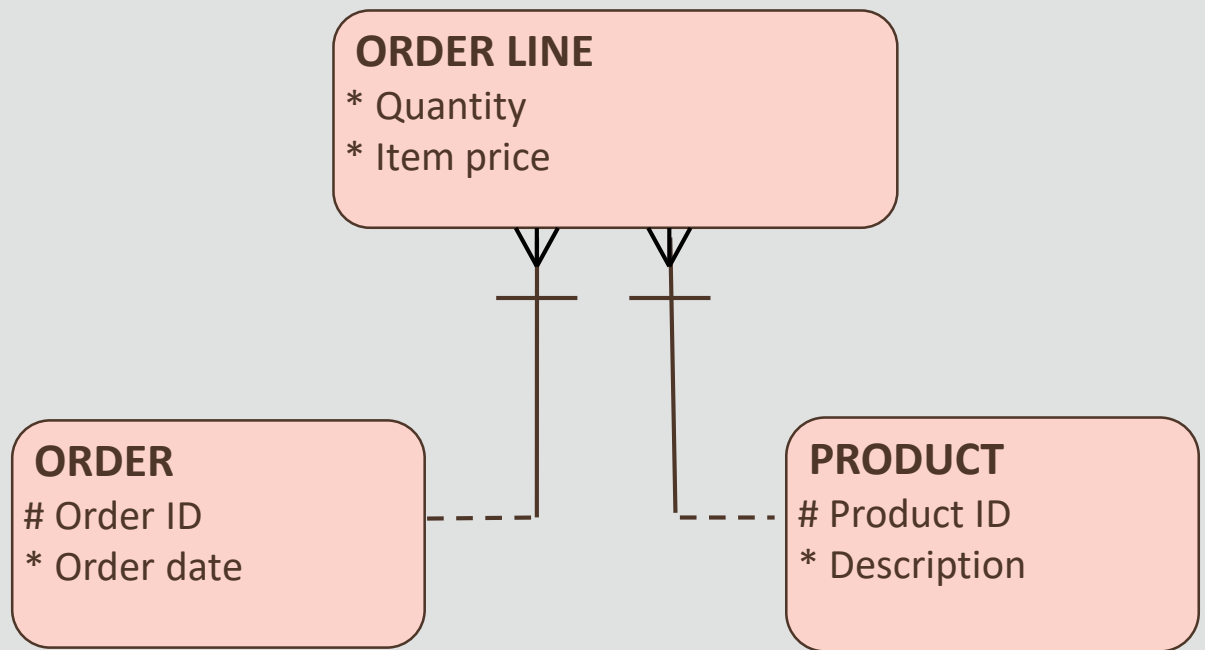 ORDER LINE
* Quantity
* Item price
ORDER
# Order ID
* Order date
PRODUCT
# Product ID
* Description